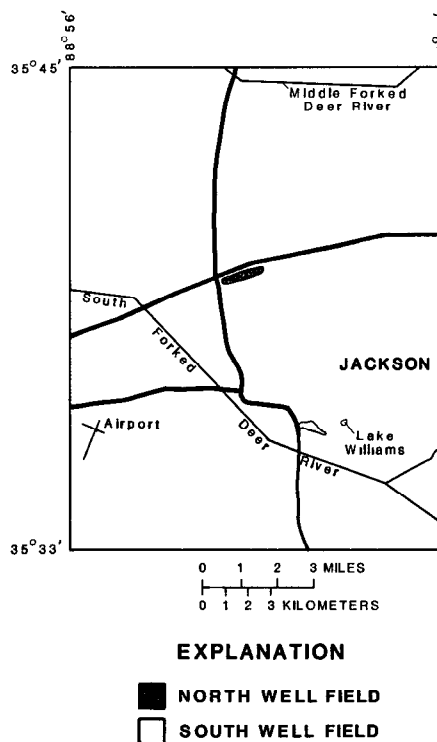 88° 56'
35° 45'
Middle Forked
Deer River
South
Forked
JACKSON
Airport
Deer
Lake
Williams
River
35° 33'
0 1 2 3 MILES
0 1 2 3 KILOMETERS
EXPLANATION
NORTH WELL FIELD
SOUTH WELL FIELD